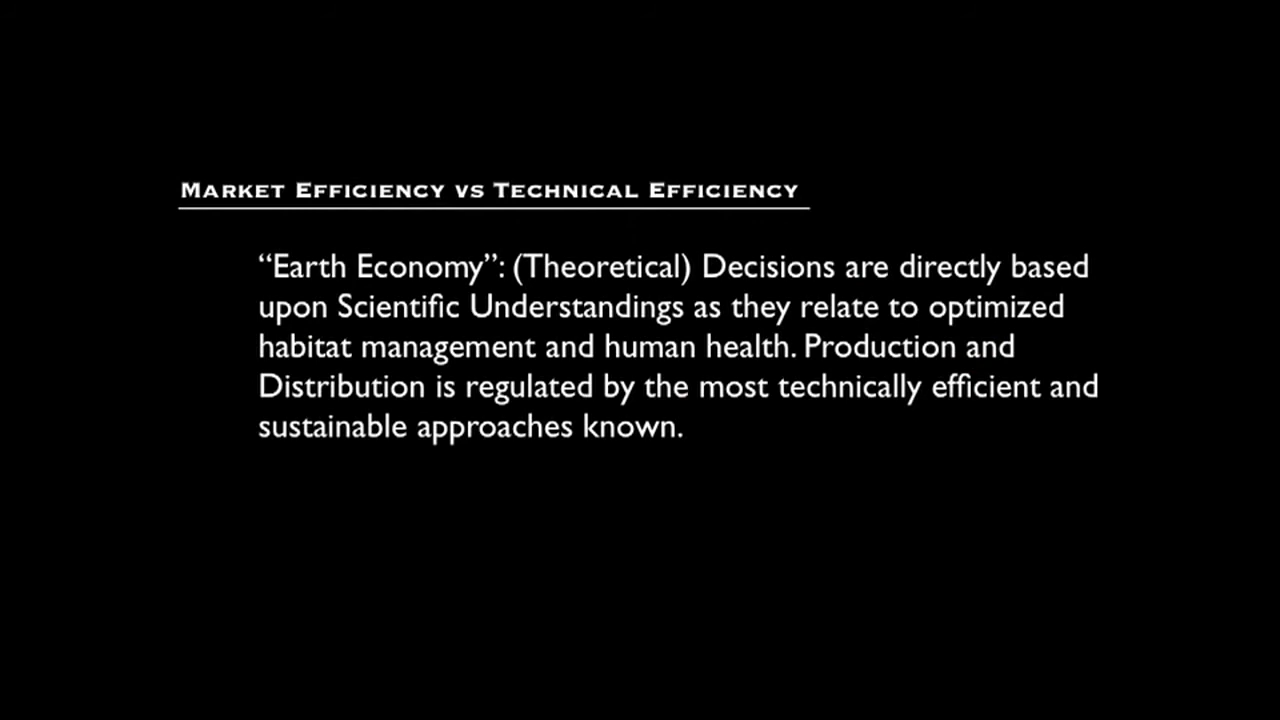 Market Efficiency vs Technical Efficiency
“Earth Economy”: (Theoretical) Decisions are directly based
upon Scientific Understandings as they relate to optimized
habitat management and human health. Production and
Distribution is regulated by the most technically efficient and
sustainable approaches known.